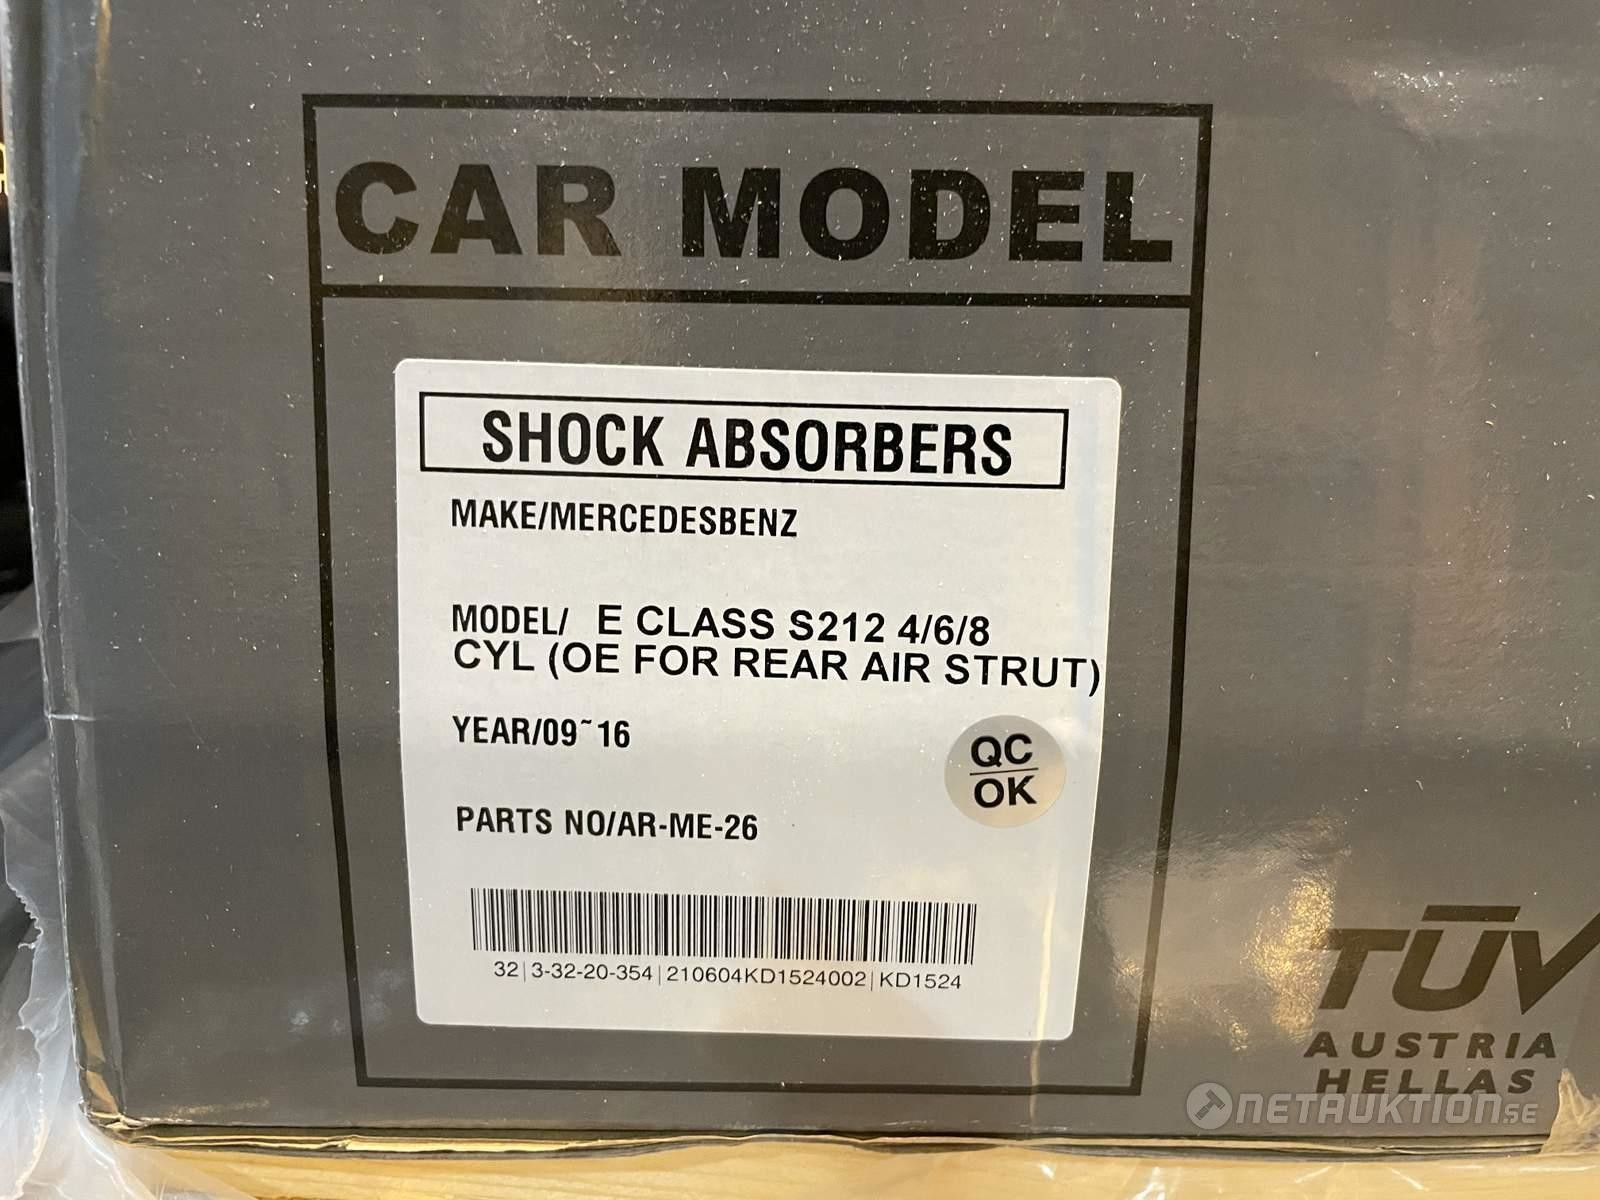 CAR MODEL
SHOCK ABSORBERS
MAKE/MERCEDESBENZ
MODEL/ E CLASS S212 4/6/8
CYL (OE FOR REAR AIR STRUT)
YEAR/09~16
QC
OK
PARTS NO/AR-ME-26
32|3-32-20-354|210604KD1524002|KD1524
TÜV
AUSTRIA
HELLAS
NETAUKTION.SE